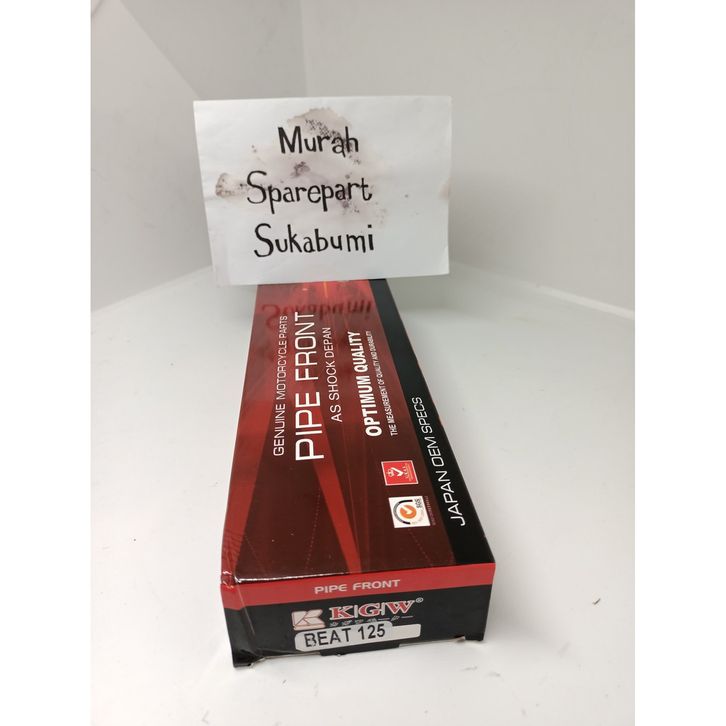 Murah
Sparepart
Sukabumi
GENUINE MOTORCYCLE PARTS
PIPE FRONT
AS SHOCK DEPAN
OPTIMUM QUALITY
THE MEASUREMENT OF QUALITY AND DURABILITY
SGS
JAPAN OEM SPECS
PIPE FRONT
KGW®
BEAT 125